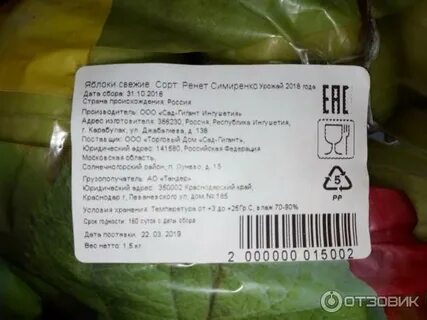 Яблоки свежие Сорт: Ренет Симиренко Урожай 2018 года
Дата сбора: 31.10.2018
Страна происхождения: Россия
Производитель: ООО «Сад-Гигант Ингушетия»
Адрес изготовителя: 386230, Россия, Республика Ингушетия,
г. Карабулак, ул. Джабагиева, д. 138
Поставщик: ООО «Торговый Дом «Сад-Гигант»,
Юридический адрес: 141580, Российская Федерация
Московская область,
Солнечногорский район, п. Лунево, д. 15
Грузополучатель: АО «Тандер»
Юридический адрес: 350002 Краснодарский край,
Краснодар г, Леваневского ул, дом № 185
Условия хранения: Температура от +3 до +25Гр.С, влаж 70-90%
Срок годности: 180 суток с даты сбора
Дата поставки: 22. 03. 2019
Вес нетто: 1,5 кг
EAC
5
PP
2 000000 015002
ОТЗОВИК